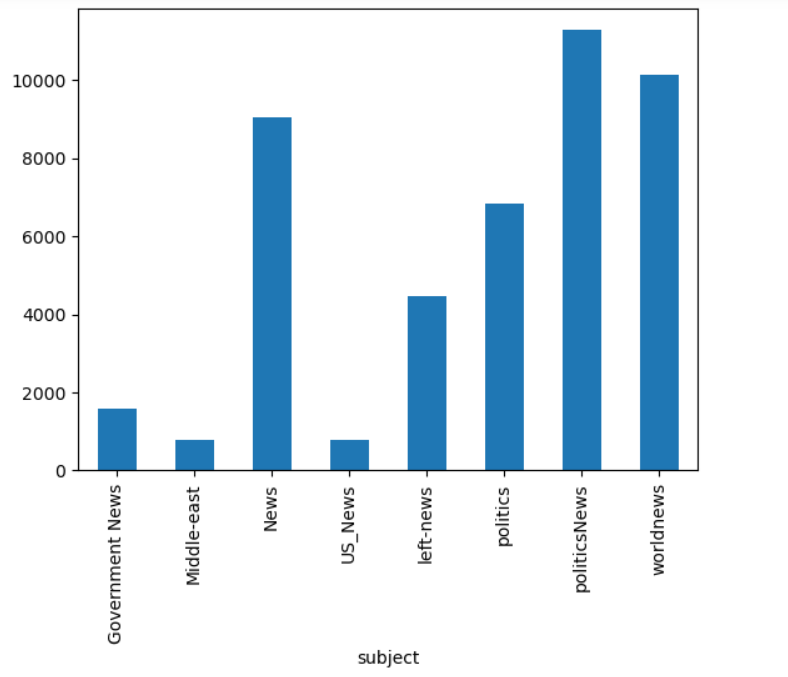 10000
8000
6000
4000
2000
0
Government News
Middle-east
News
US_News
left-news
politics
politicsNews
worldnews
subject